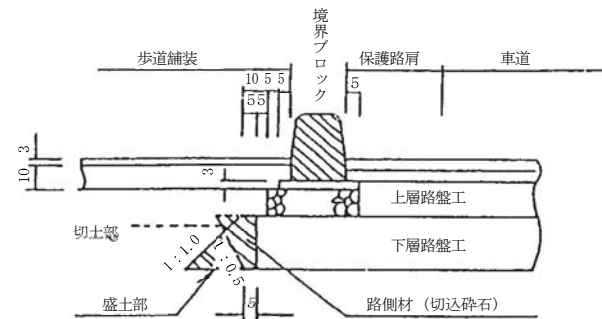 歩道舗装
境界ブロック
保護路肩
車道
10 5 5
5
5 5
3
10
3
上層路盤工
切土部
下層路盤工
1：1.0
1：0.5
盛土部
5
路側材（切込砕石）